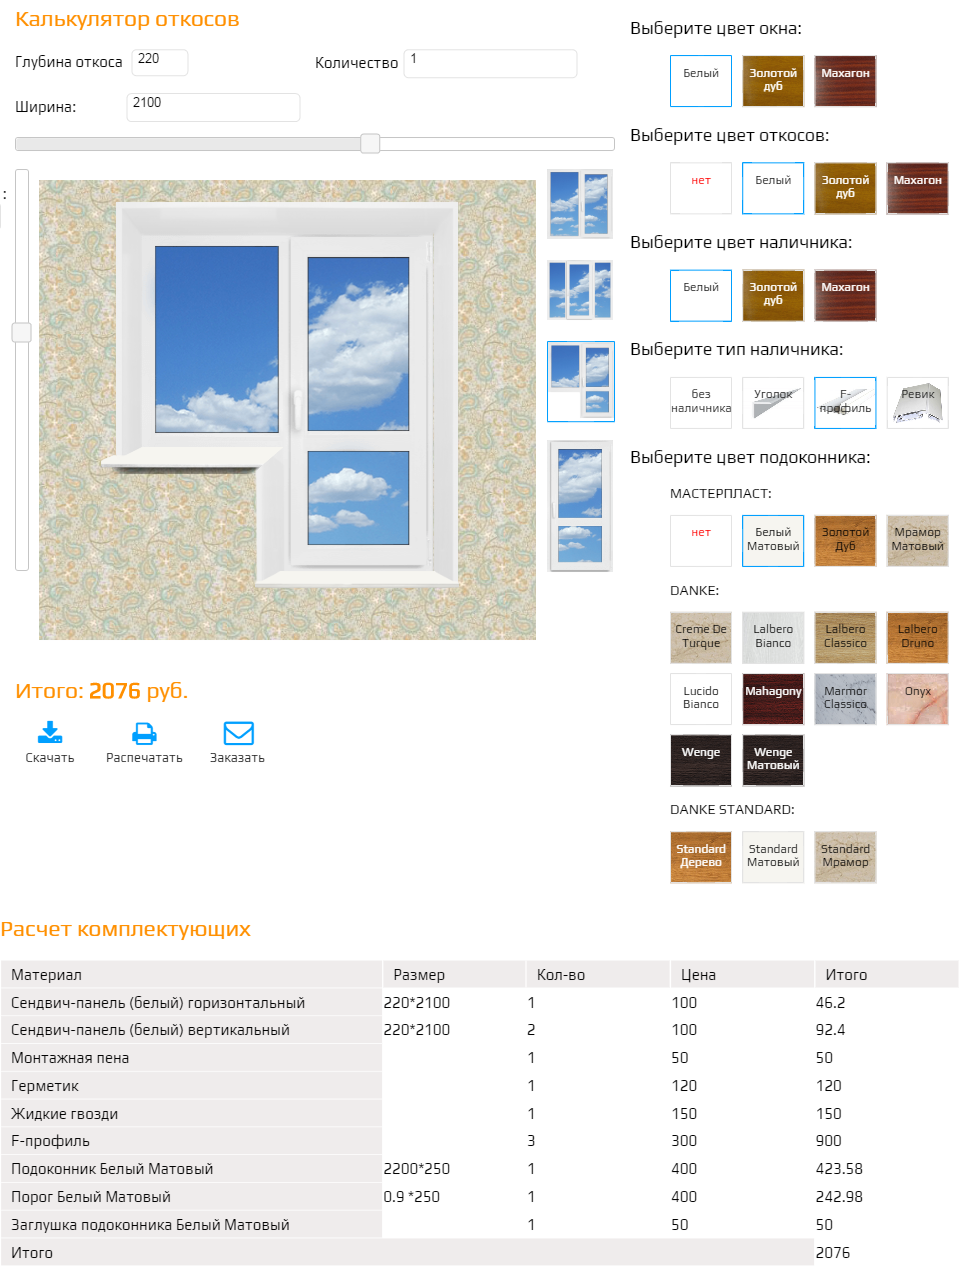 Калькулятор откосов
Глубина откоса 220
Количество 1
Ширина: 2100
:
Выберите цвет окна:
Белый
Золотой дуб
Махагон
Выберите цвет откосов:
нет
Белый
Золотой дуб
Махагон
Выберите цвет наличника:
Белый
Золотой дуб
Махагон
Выберите тип наличника:
без наличника
Уголок
F-профиль
Ревик
Выберите цвет подоконника:
МАСТЕРПЛАСТ:
нет
Белый Матовый
Золотой Дуб
Мрамор Матовый
DANKE:
Creme De Turque
Lalbero Bianco
Lalbero Classico
Lalbero Druno
Lucido Bianco
Mahagony
Marmor Classico
Onyx
Wenge
Wenge Матовый
DANKE STANDARD:
Standard Дерево
Standard Матовый
Standard Мрамор
Итого: 2076 руб.
Скачать
Распечатать
Заказать
Расчет комплектующих
Материал Размер Кол-во Цена Итого
Сендвич-панель (белый) горизонтальный 220*2100 1 100 46.2
Сендвич-панель (белый) вертикальный 220*2100 2 100 92.4
Монтажная пена 1 50 50
Герметик 1 120 120
Жидкие гвозди 1 150 150
F-профиль 3 300 900
Подоконник Белый Матовый 2200*250 1 400 423.58
Порог Белый Матовый 0.9 *250 1 400 242.98
Заглушка подоконника Белый Матовый 1 50 50
Итого 2076